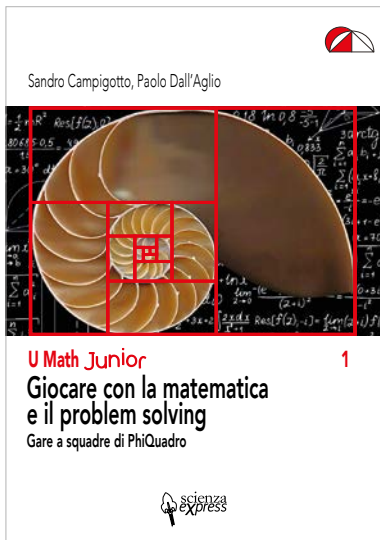 Sandro Campigotto, Paolo Dall'Aglio
U Math Junior 1
Giocare con la matematica
e il problem solving
Gare a squadre di PhiQuadro
scienza
express